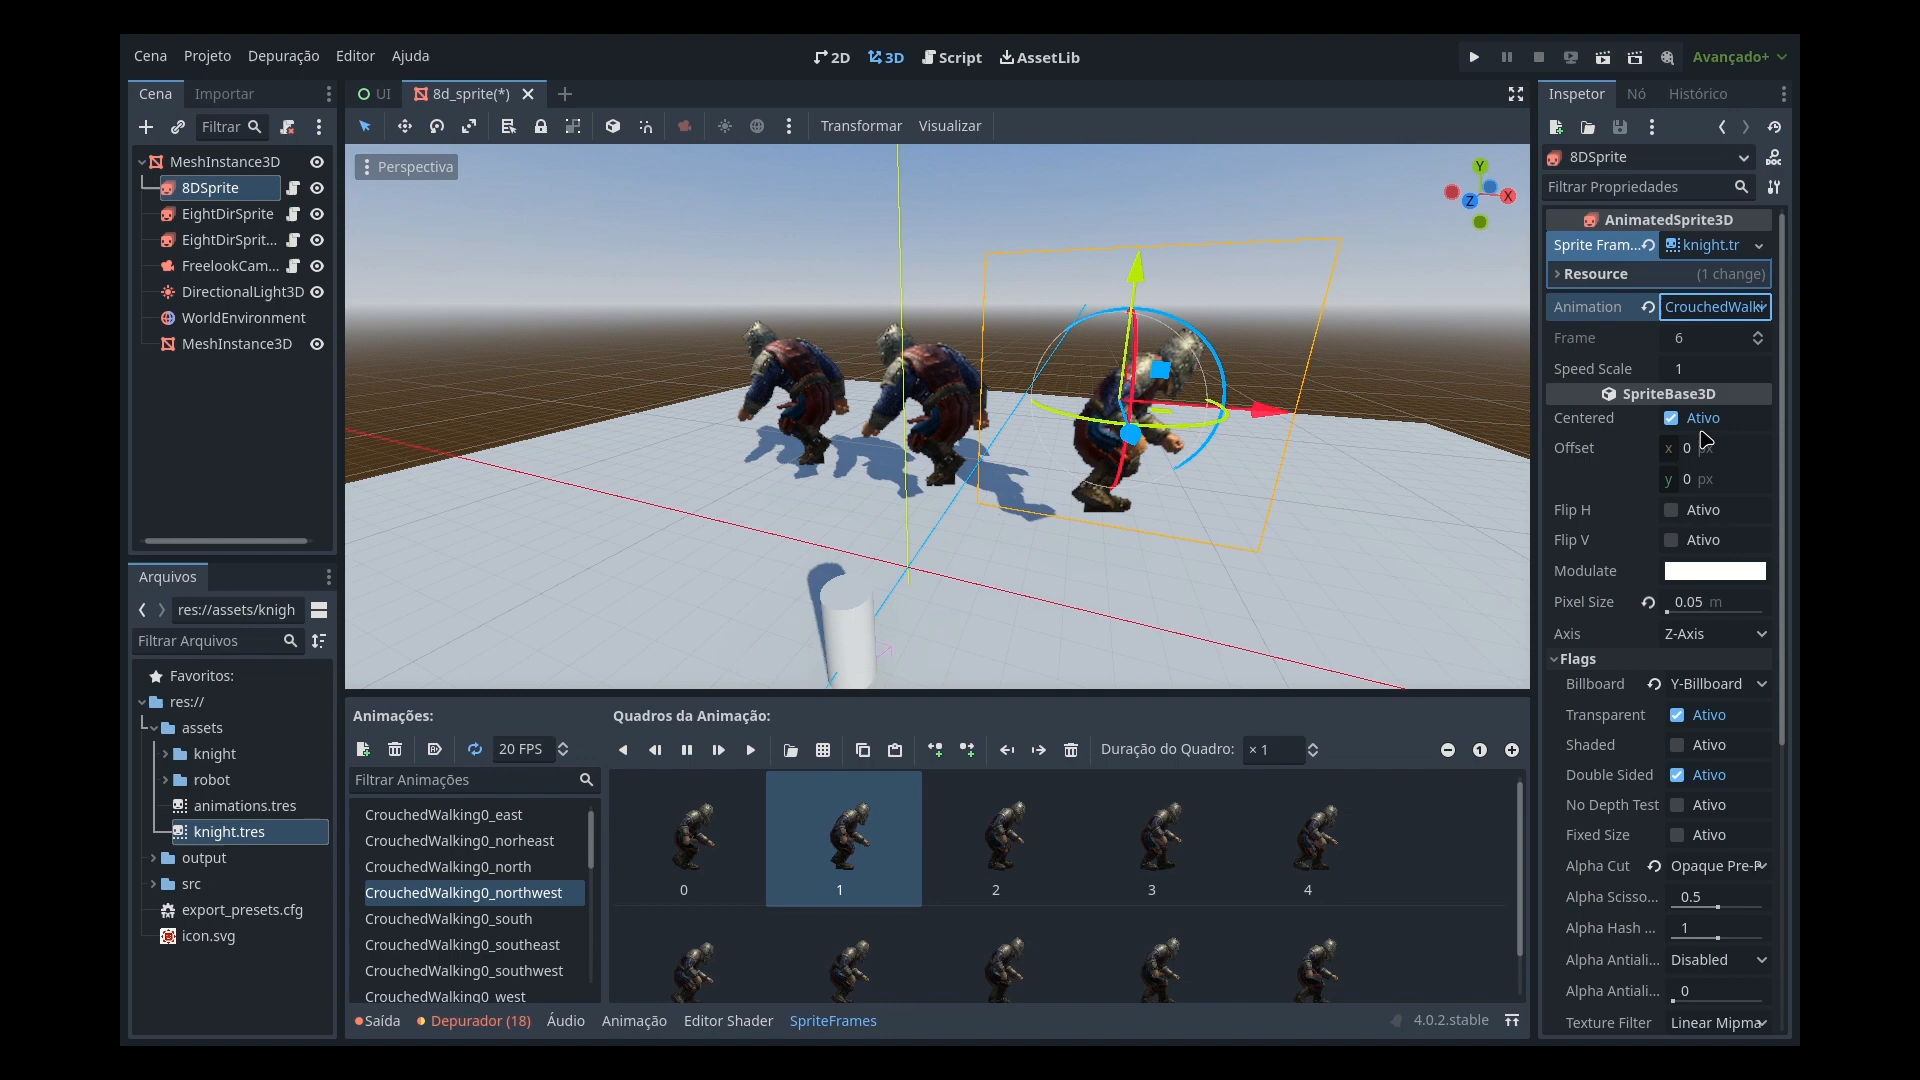 Cena Projeto Depuração Editor Ajuda
2D 3D Script AssetLib
Avançado+
Cena Importar
Filtrar
MeshInstance3D
8DSprite
EightDirSprite
EightDirSprit...
FreelookCam...
DirectionalLight3D
WorldEnvironment
MeshInstance3D
Arquivos
res://assets/knigh
Filtrar Arquivos
Favoritos:
res://
assets
knight
robot
animations.tres
knight.tres
output
src
export_presets.cfg
icon.svg
UI 8d_sprite(*)
Transformar Visualizar
Perspectiva
Y
X
Z
Animações:
20 FPS
Filtrar Animações
CrouchedWalking0_east
CrouchedWalking0_norheast
CrouchedWalking0_north
CrouchedWalking0_northwest
CrouchedWalking0_south
CrouchedWalking0_southeast
CrouchedWalking0_southwest
CrouchedWalking0_west
Quadros da Animação:
Duração do Quadro: × 1
0 1 2 3 4
Saída Depurador (18) Áudio Animação Editor Shader SpriteFrames
4.0.2.stable
Inspetor Nó Histórico
8DSprite
Filtrar Propriedades
AnimatedSprite3D
Sprite Fram... knight.tr
Resource (1 change)
Animation CrouchedWalki
Frame 6
Speed Scale 1
SpriteBase3D
Centered Ativo
Offset x 0 px
y 0 px
Flip H Ativo
Flip V Ativo
Modulate
Pixel Size 0.05 m
Axis Z-Axis
Flags
Billboard Y-Billboard
Transparent Ativo
Shaded Ativo
Double Sided Ativo
No Depth Test Ativo
Fixed Size Ativo
Alpha Cut Opaque Pre-P
Alpha Scisso... 0.5
Alpha Hash ... 1
Alpha Antiali... Disabled
Alpha Antiali... 0
Texture Filter Linear Mipma